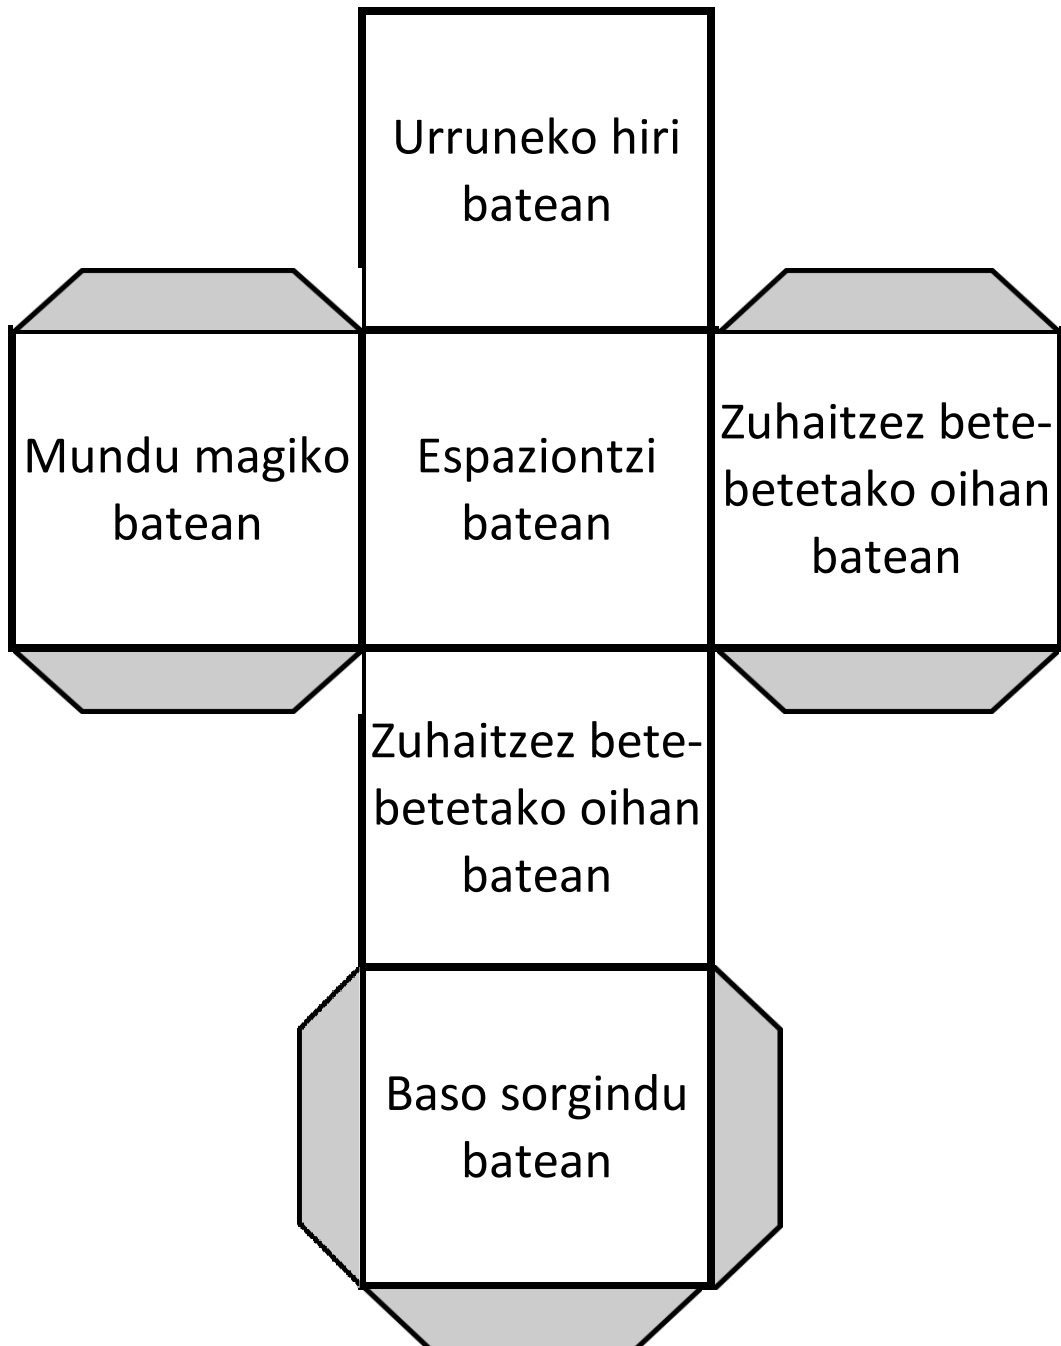 Urruneko hiri
batean
Mundu magiko
batean
Espaziontzi
batean
Zuhaitzez bete-
betetako oihan
batean
Zuhaitzez bete-
betetako oihan
batean
Baso sorgindu
batean